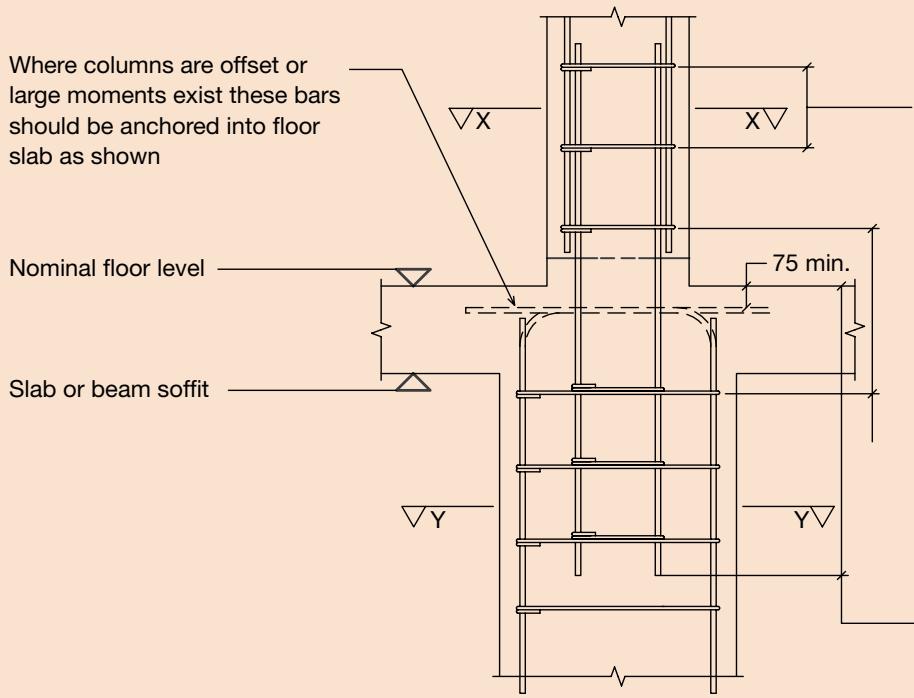 Where columns are offset or
large moments exist these bars
should be anchored into floor
slab as shown
X
X
Nominal floor level
75 min.
Slab or beam soffit
Y
Y